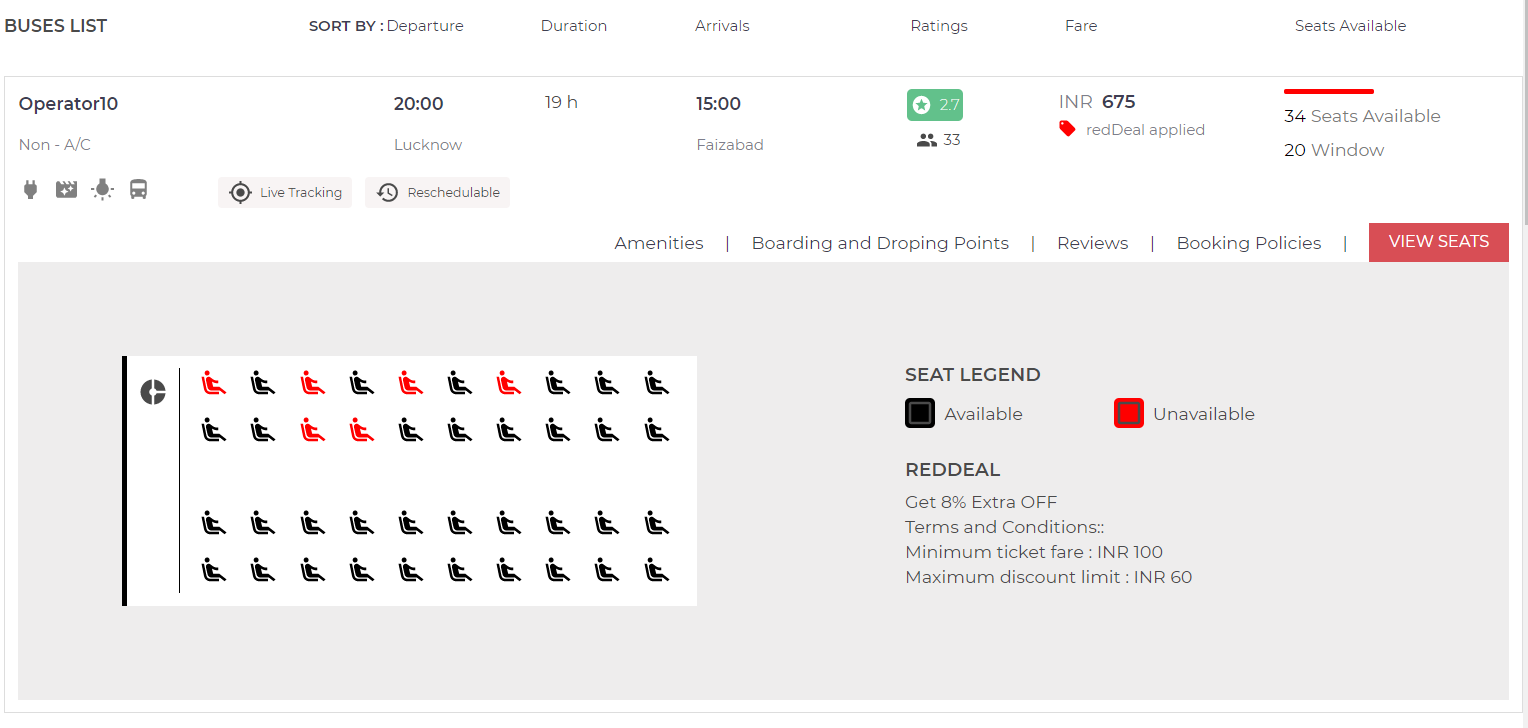 BUSES LIST SORT BY : Departure Duration Arrivals Ratings Fare Seats Available
Operator10 20:00 19 h 15:00 2.7 INR 675 34 Seats Available
Non - A/C Lucknow Faizabad 33 redDeal applied 20 Window
Live Tracking Reschedulable
Amenities | Boarding and Droping Points | Reviews | Booking Policies | VIEW SEATS
SEAT LEGEND
Available Unavailable
REDDEAL
Get 8% Extra OFF
Terms and Conditions::
Minimum ticket fare : INR 100
Maximum discount limit : INR 60